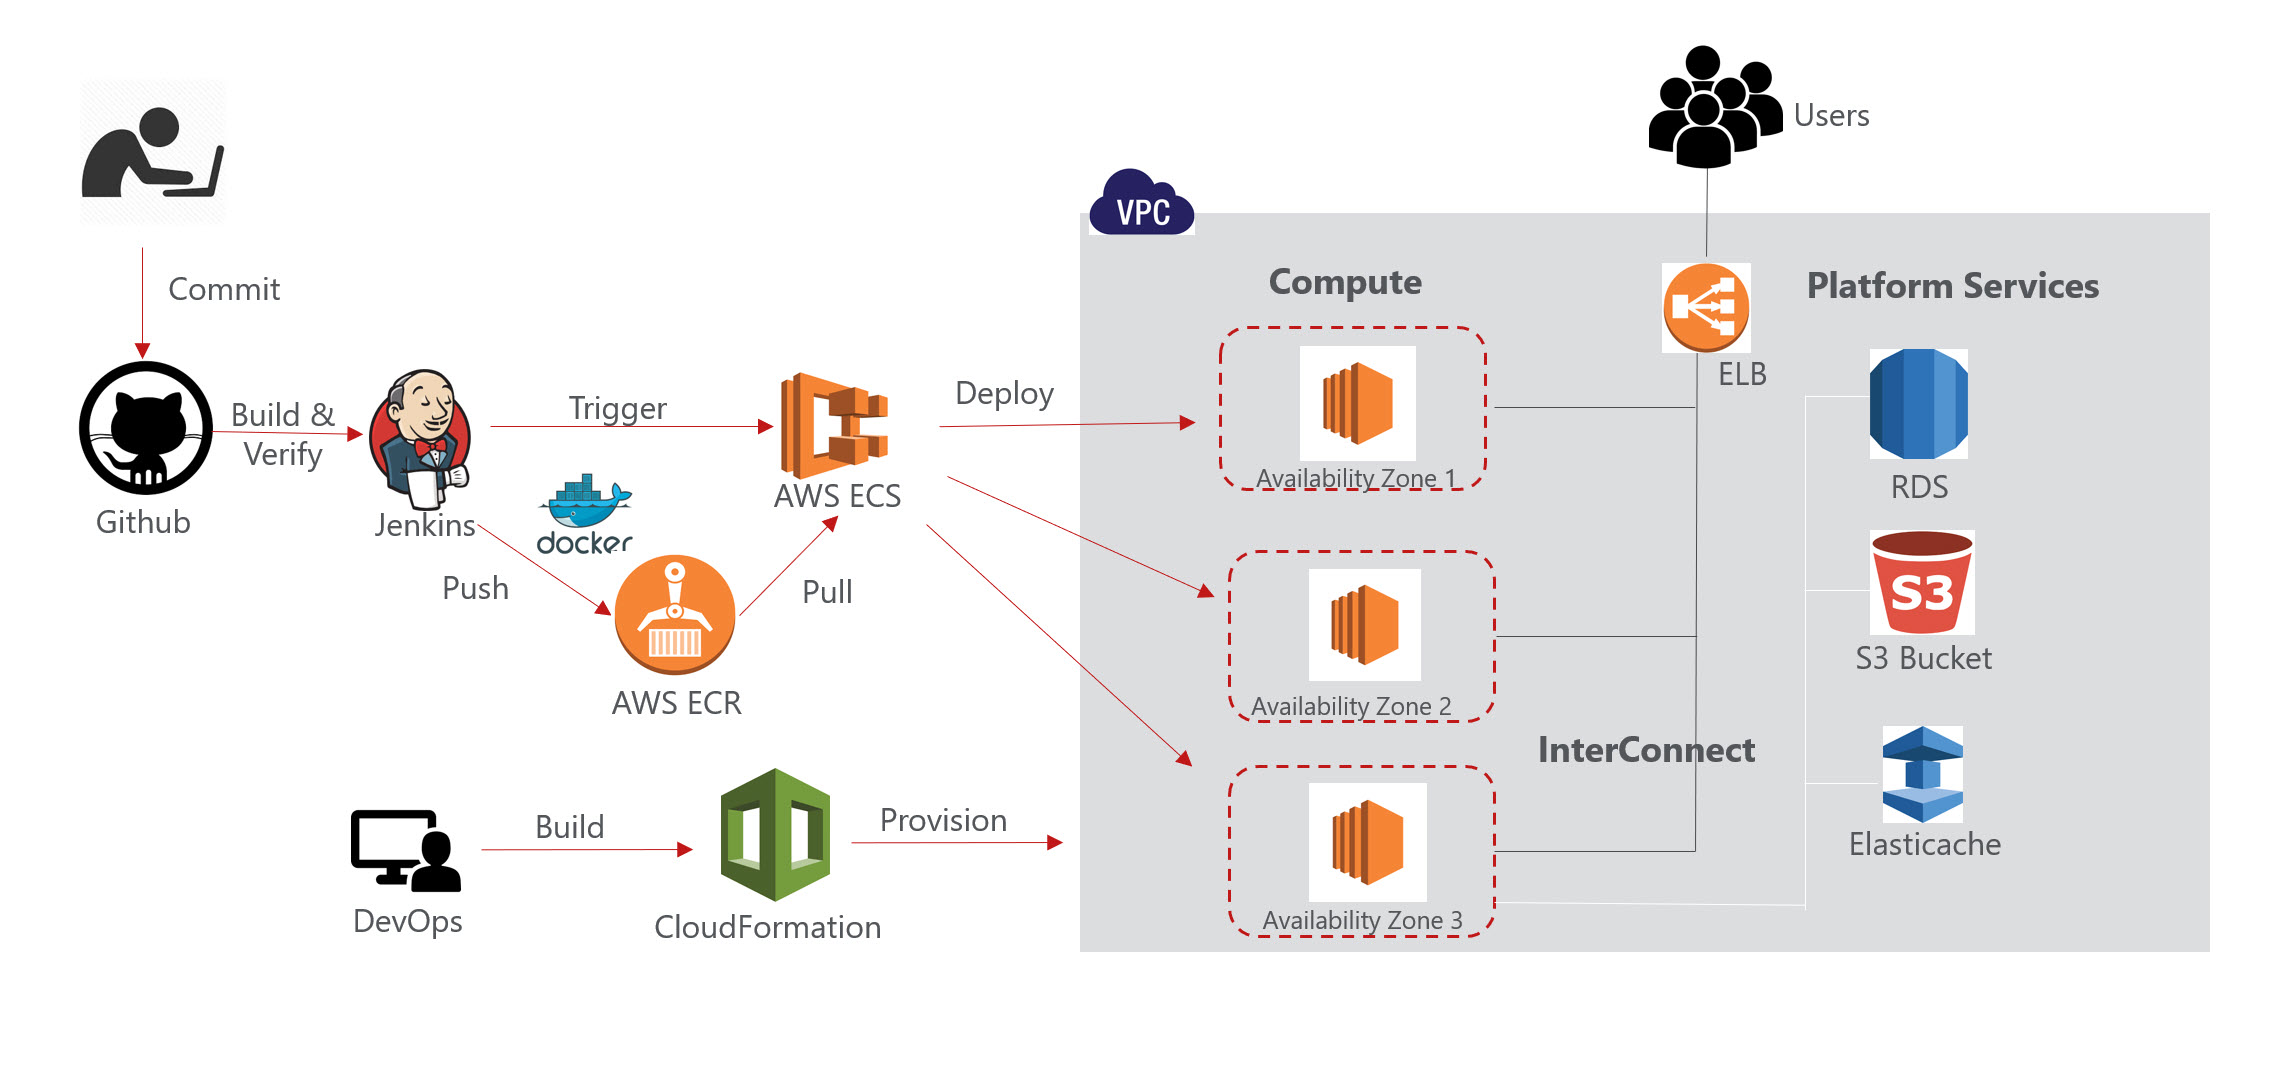 Users
VPC
Compute
Platform Services
Commit
ELB
Build &
Verify
Trigger
Deploy
Availability Zone 1
RDS
AWS ECS
Github
Jenkins
docker
Push
Pull
S3
S3 Bucket
AWS ECR
Availability Zone 2
InterConnect
Build
Provision
Elasticache
DevOps
CloudFormation
Availability Zone 3